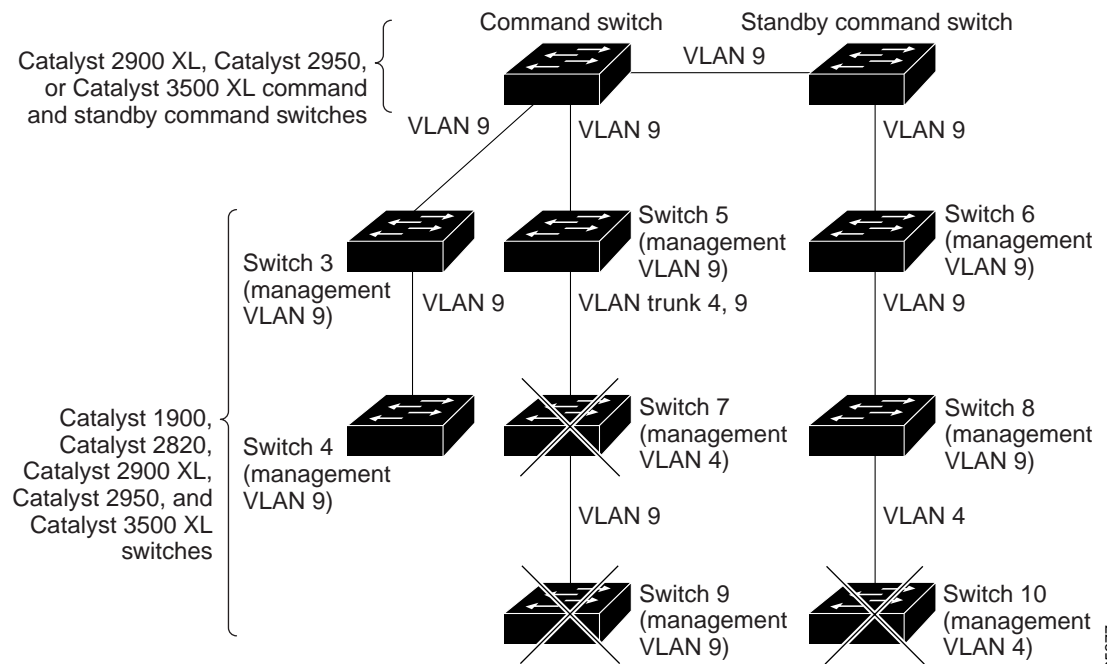 Command switch
Standby command switch
Catalyst 2900 XL, Catalyst 2950,
or Catalyst 3500 XL command
and standby command switches
VLAN 9
VLAN 9
VLAN 9
VLAN 9
Switch 3
(management
VLAN 9)
Switch 5
(management
VLAN 9)
Switch 6
(management
VLAN 9)
VLAN 9
VLAN trunk 4, 9
VLAN 9
Catalyst 1900,
Catalyst 2820,
Catalyst 2900 XL,
Catalyst 2950, and
Catalyst 3500 XL
switches
Switch 4
(management
VLAN 9)
Switch 7
(management
VLAN 4)
Switch 8
(management
VLAN 9)
VLAN 9
VLAN 4
Switch 9
(management
VLAN 9)
Switch 10
(management
VLAN 4)